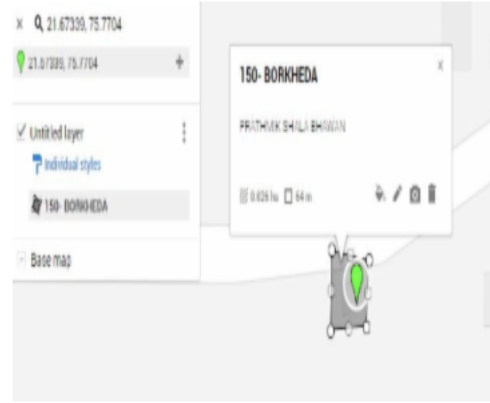 21.67339, 75.7704
21.67339, 75.7704
Untitled layer
Individual styles
150- BORKHEDA
Base map
150- BORKHEDA
PRATHMIK SHALA BHAWAN
0.026 ha 64 m